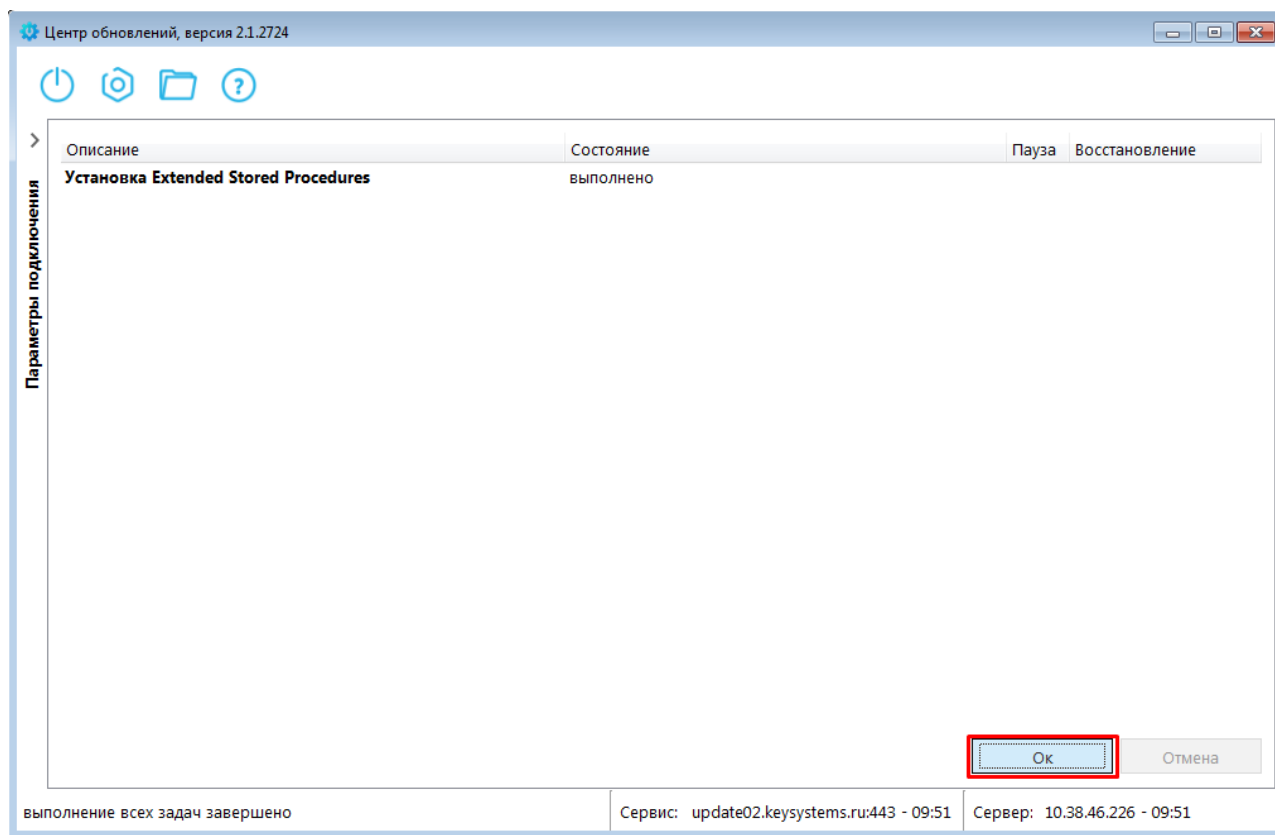 Центр обновлений, версия 2.1.2724
?
Описание Состояние Пауза Восстановление
Установка Extended Stored Procedures выполнено
Параметры подключения
Ок Отмена
выполнение всех задач завершено Сервис: update02.keysystems.ru:443 - 09:51 Сервер: 10.38.46.226 - 09:51